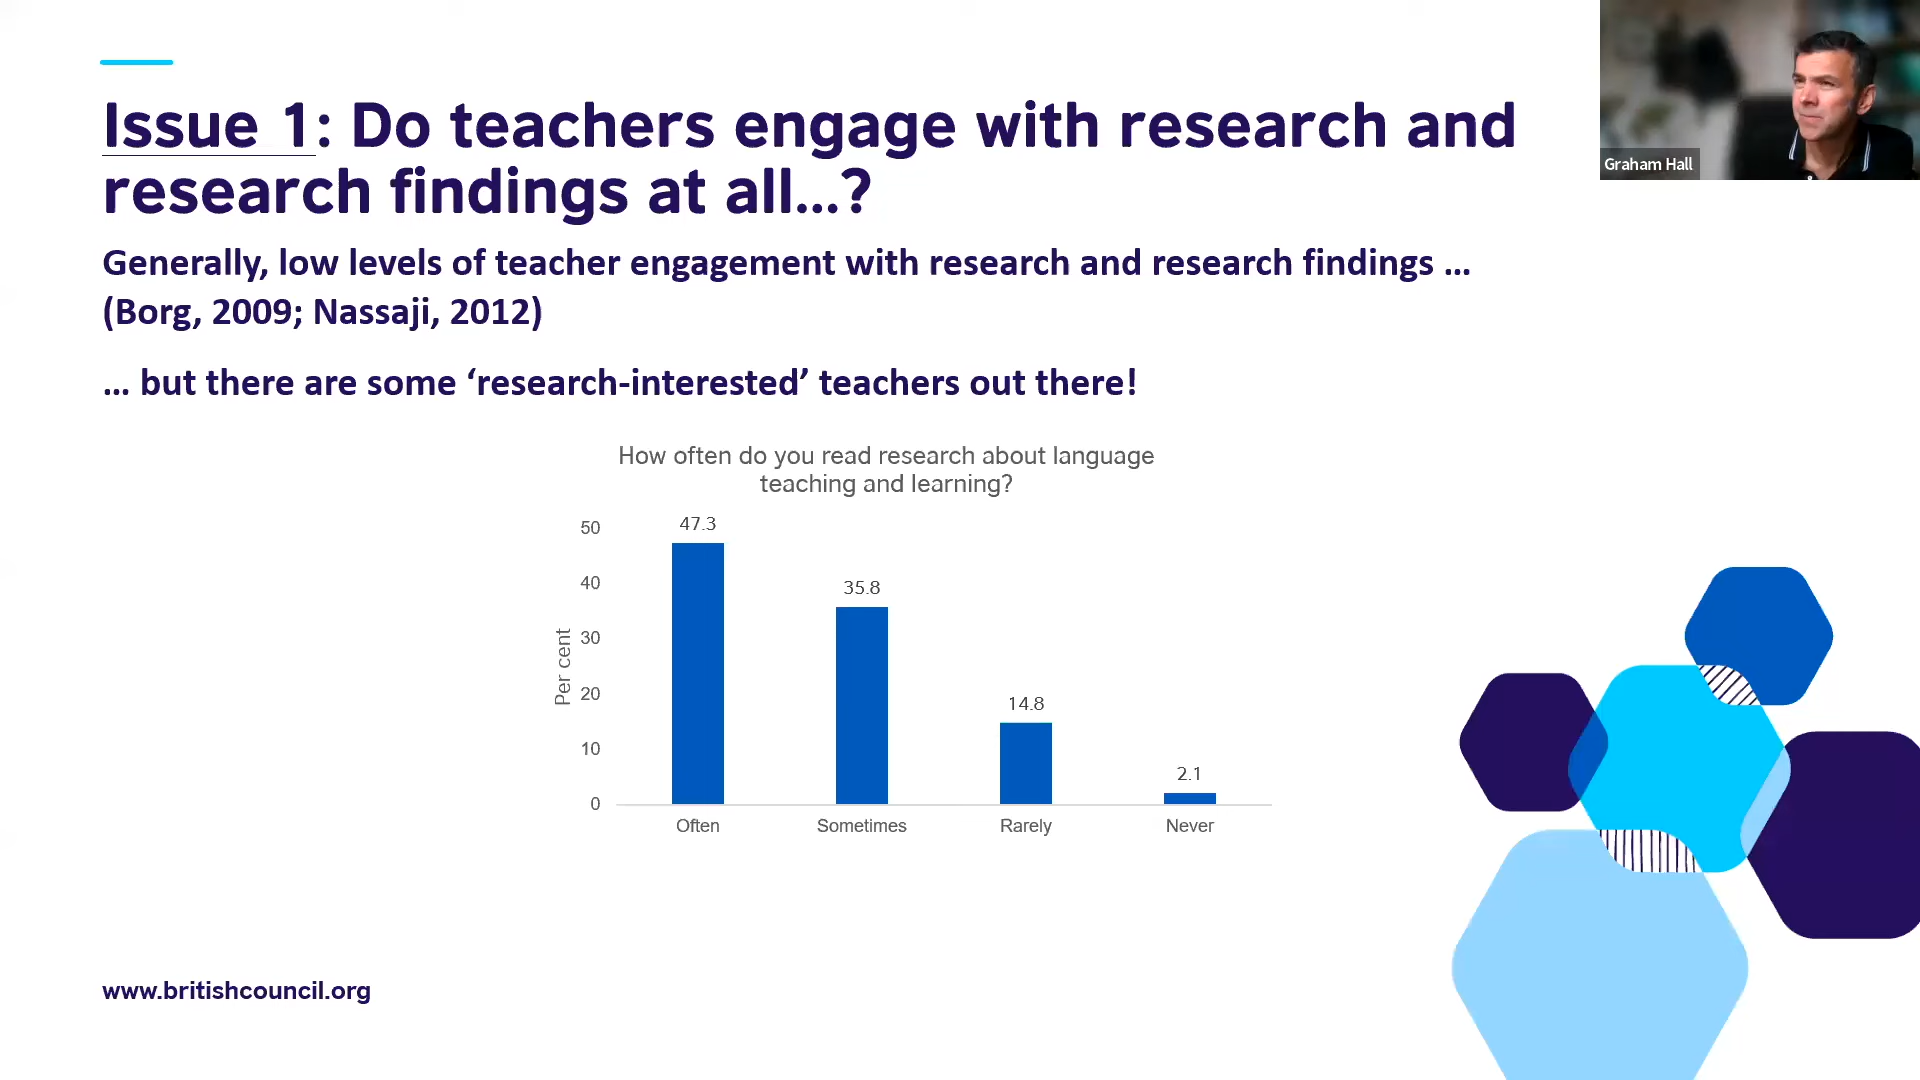 Issue 1: Do teachers engage with research and
research findings at all...?
Graham Hall
Generally, low levels of teacher engagement with research and research findings ...
(Borg, 2009; Nassaji, 2012)
... but there are some ‘research-interested’ teachers out there!
How often do you read research about language
teaching and learning?
Per cent
50
40
30
20
10
0
47.3
35.8
14.8
2.1
Often
Sometimes
Rarely
Never
www.britishcouncil.org